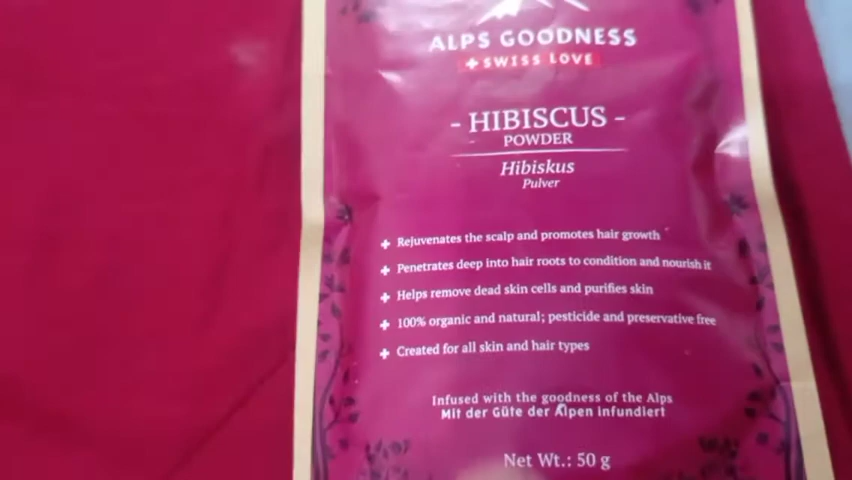 ALPS GOODNESS
+ SWISS LOVE
- HIBISCUS -
POWDER
Hibiskus
Pulver
+ Rejuvenates the scalp and promotes hair growth
+ Penetrates deep into hair roots to condition and nourish it
+ Helps remove dead skin cells and purifies skin
+ 100% organic and natural; pesticide and preservative free
+ Created for all skin and hair types
Infused with the goodness of the Alps
Mit der Güte der Alpen infundiert
Net Wt.: 50 g